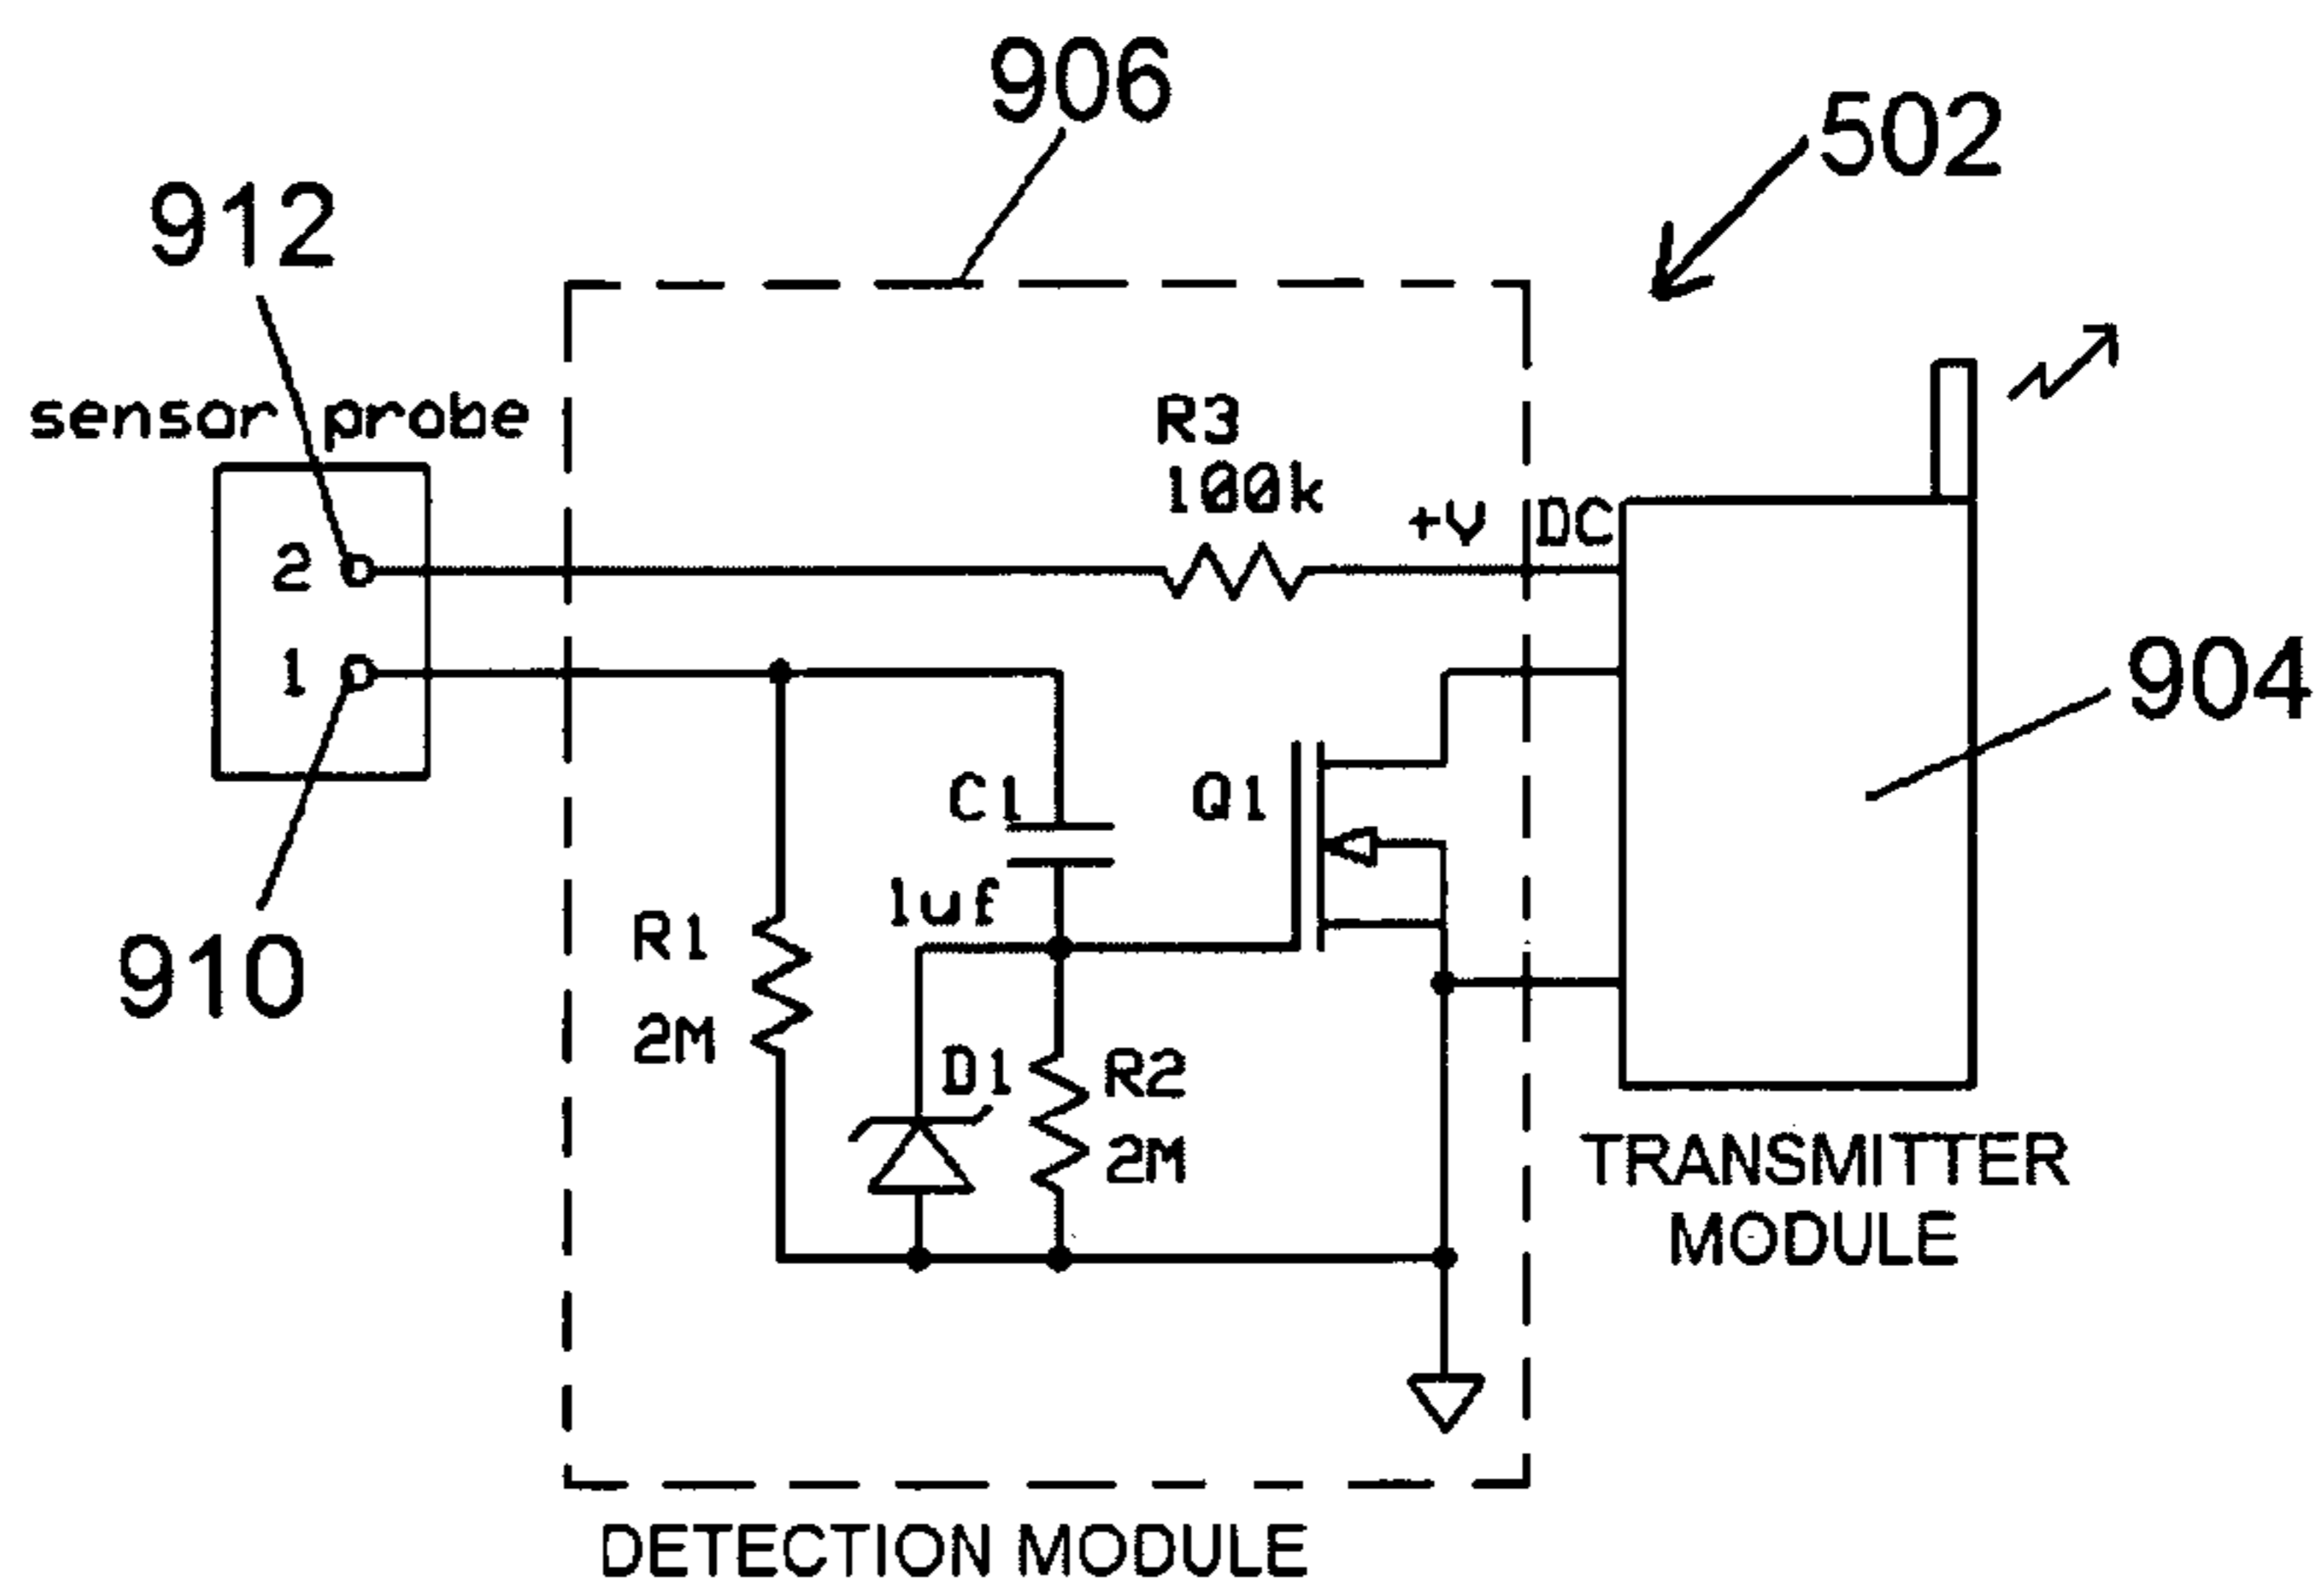 906
502
912
sensor probe
R3
100k
+V DC
2
1
904
C1
Q1
1uf
R1
2M
910
D1
R2
2M
TRANSMITTER
MODULE
DETECTION MODULE